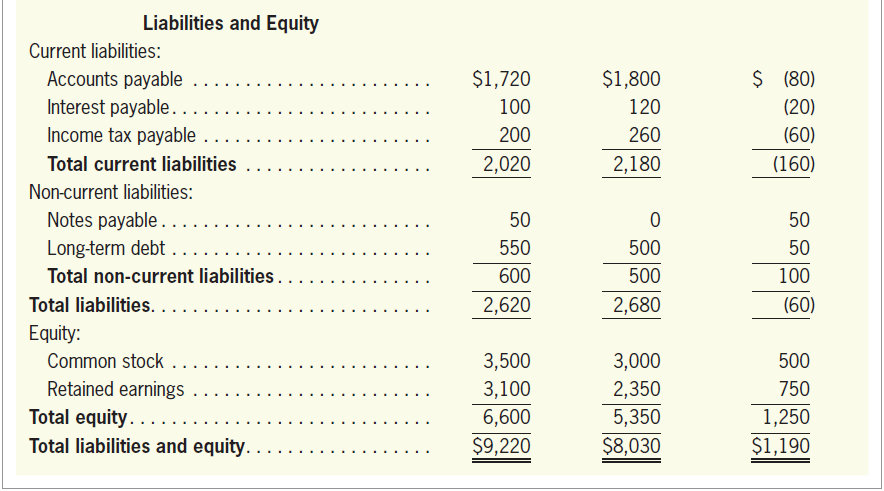 Liabilities and Equity
Current liabilities:
Accounts payable . . . . . . . . . . . . . . . . . . . . . . . . $1,720 $1,800 $ (80)
Interest payable. . . . . . . . . . . . . . . . . . . . . . . . . . 100 120 (20)
Income tax payable . . . . . . . . . . . . . . . . . . . . . . . 200 260 (60)
Total current liabilities . . . . . . . . . . . . . . . . . . 2,020 2,180 (160)
Non-current liabilities:
Notes payable . . . . . . . . . . . . . . . . . . . . . . . . . . . 50 0 50
Long-term debt . . . . . . . . . . . . . . . . . . . . . . . . . . 550 500 50
Total non-current liabilities . . . . . . . . . . . . . . . 600 500 100
Total liabilities. . . . . . . . . . . . . . . . . . . . . . . . . . . . 2,620 2,680 (60)
Equity:
Common stock . . . . . . . . . . . . . . . . . . . . . . . . . . 3,500 3,000 500
Retained earnings . . . . . . . . . . . . . . . . . . . . . . . . 3,100 2,350 750
Total equity. . . . . . . . . . . . . . . . . . . . . . . . . . . . . . 6,600 5,350 1,250
Total liabilities and equity. . . . . . . . . . . . . . . . . . $9,220 $8,030 $1,190